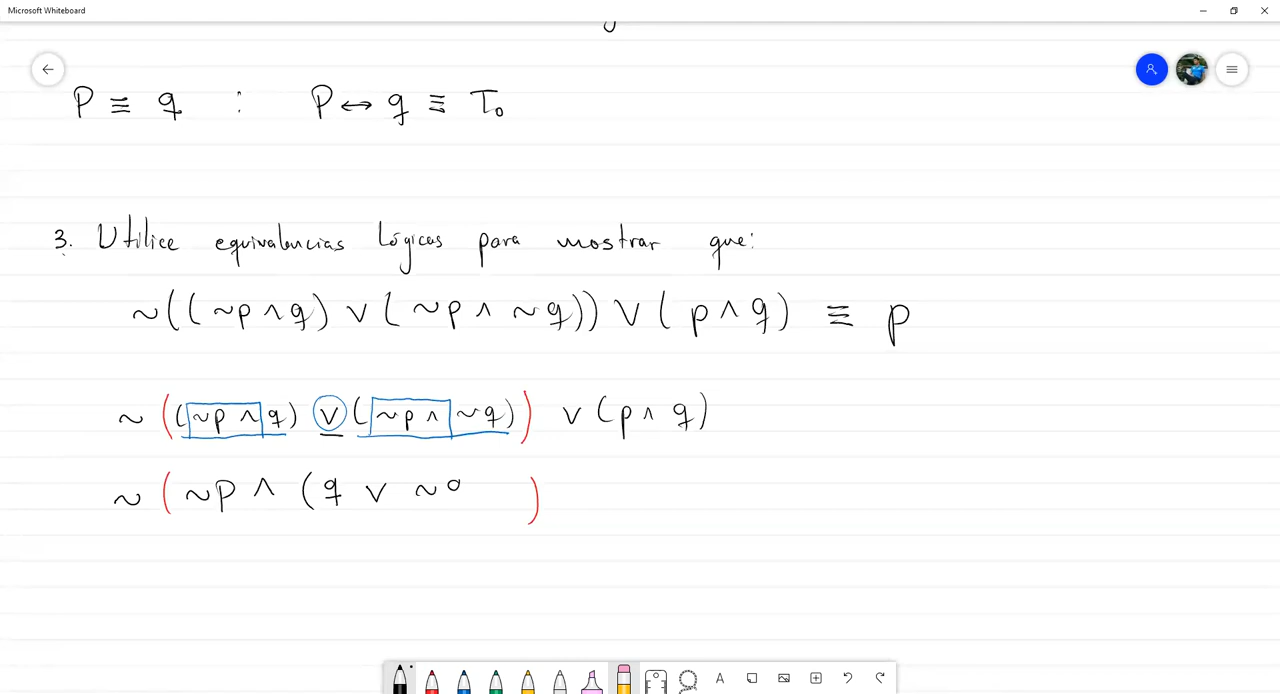 Microsoft Whiteboard
P ≡ q : P ↔ q ≡ T₀
3. Utilice equivalencias lógicas para mostrar que:
~((~p ∧ q) ∨ (~p ∧ ~q)) ∨ (p ∧ q) ≡ p
~((~p ∧ q) ∨ (~p ∧ ~q)) ∨ (p ∧ q)
~(~p ∧ (q ∨ ~ )
A